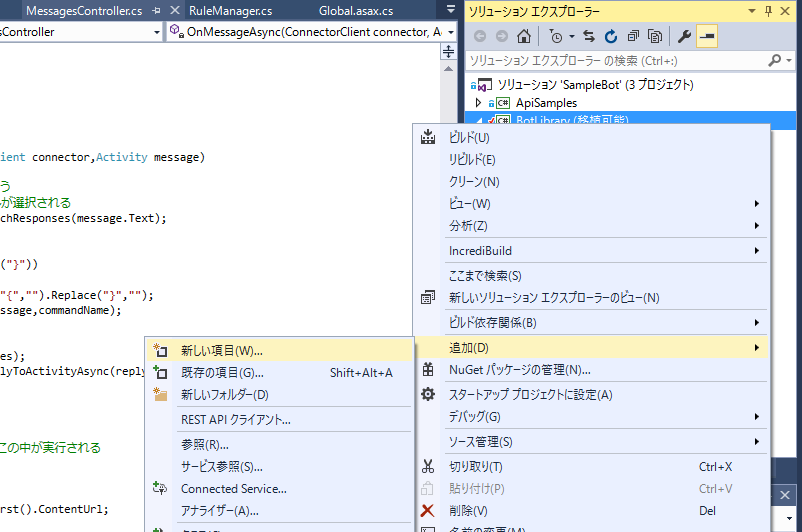 MessagesController.cs
RuleManager.cs
Global.asax.cs
sController
OnMessageAsync(ConnectorClient connector, A
ient connector,Activity message)
う
が選択される
chResponses(message.Text);
("}"))
"{","").Replace("}","");
ssage,commandName);
es);
lyToActivityAsync(reply
この中が実行される
rst().ContentUrl;
ソリューション エクスプローラー
ソリューション エクスプローラー の検索 (Ctrl+:)
ソリューション 'SampleBot' (3 プロジェクト)
ApiSamples
BotLibrary (移植可能)
ビルド(U)
リビルド(E)
クリーン(N)
ビュー(W)
分析(Z)
IncrediBuild
ここまで検索(S)
新しいソリューション エクスプローラーのビュー(N)
ビルド依存関係(B)
追加(D)
NuGet パッケージの管理(N)...
スタートアップ プロジェクトに設定(A)
デバッグ(G)
ソース管理(S)
切り取り(T) Ctrl+X
貼り付け(P) Ctrl+V
削除(V) Del
名前の変更(M)
新しい項目(W)...
既存の項目(G)... Shift+Alt+A
新しいフォルダー(D)
REST API クライアント...
参照(R)...
サービス参照(S)...
Connected Service...
アナライザー(A)...